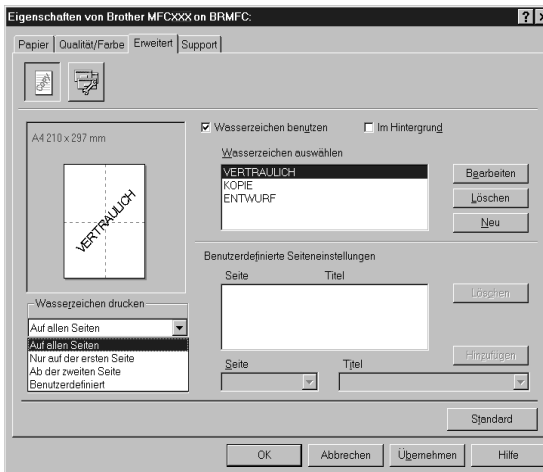 Eigenschaften von Brother MFCXXX on BRMFC:
Papier Qualität/Farbe Erweitert Support
A4 210 x 297 mm
VERTRAULICH
Wasserzeichen benutzen Im Hintergrund
Wasserzeichen auswählen
VERTRAULICH
KOPIE
ENTWURF
Bearbeiten
Löschen
Neu
Wasserzeichen drucken
Auf allen Seiten
Auf allen Seiten
Nur auf der ersten Seite
Ab der zweiten Seite
Benutzerdefiniert
Benutzerdefinierte Seiteneinstellungen
Seite Titel
Löschen
Hinzufügen
Seite Titel
Standard
OK Abbrechen Übernehmen Hilfe